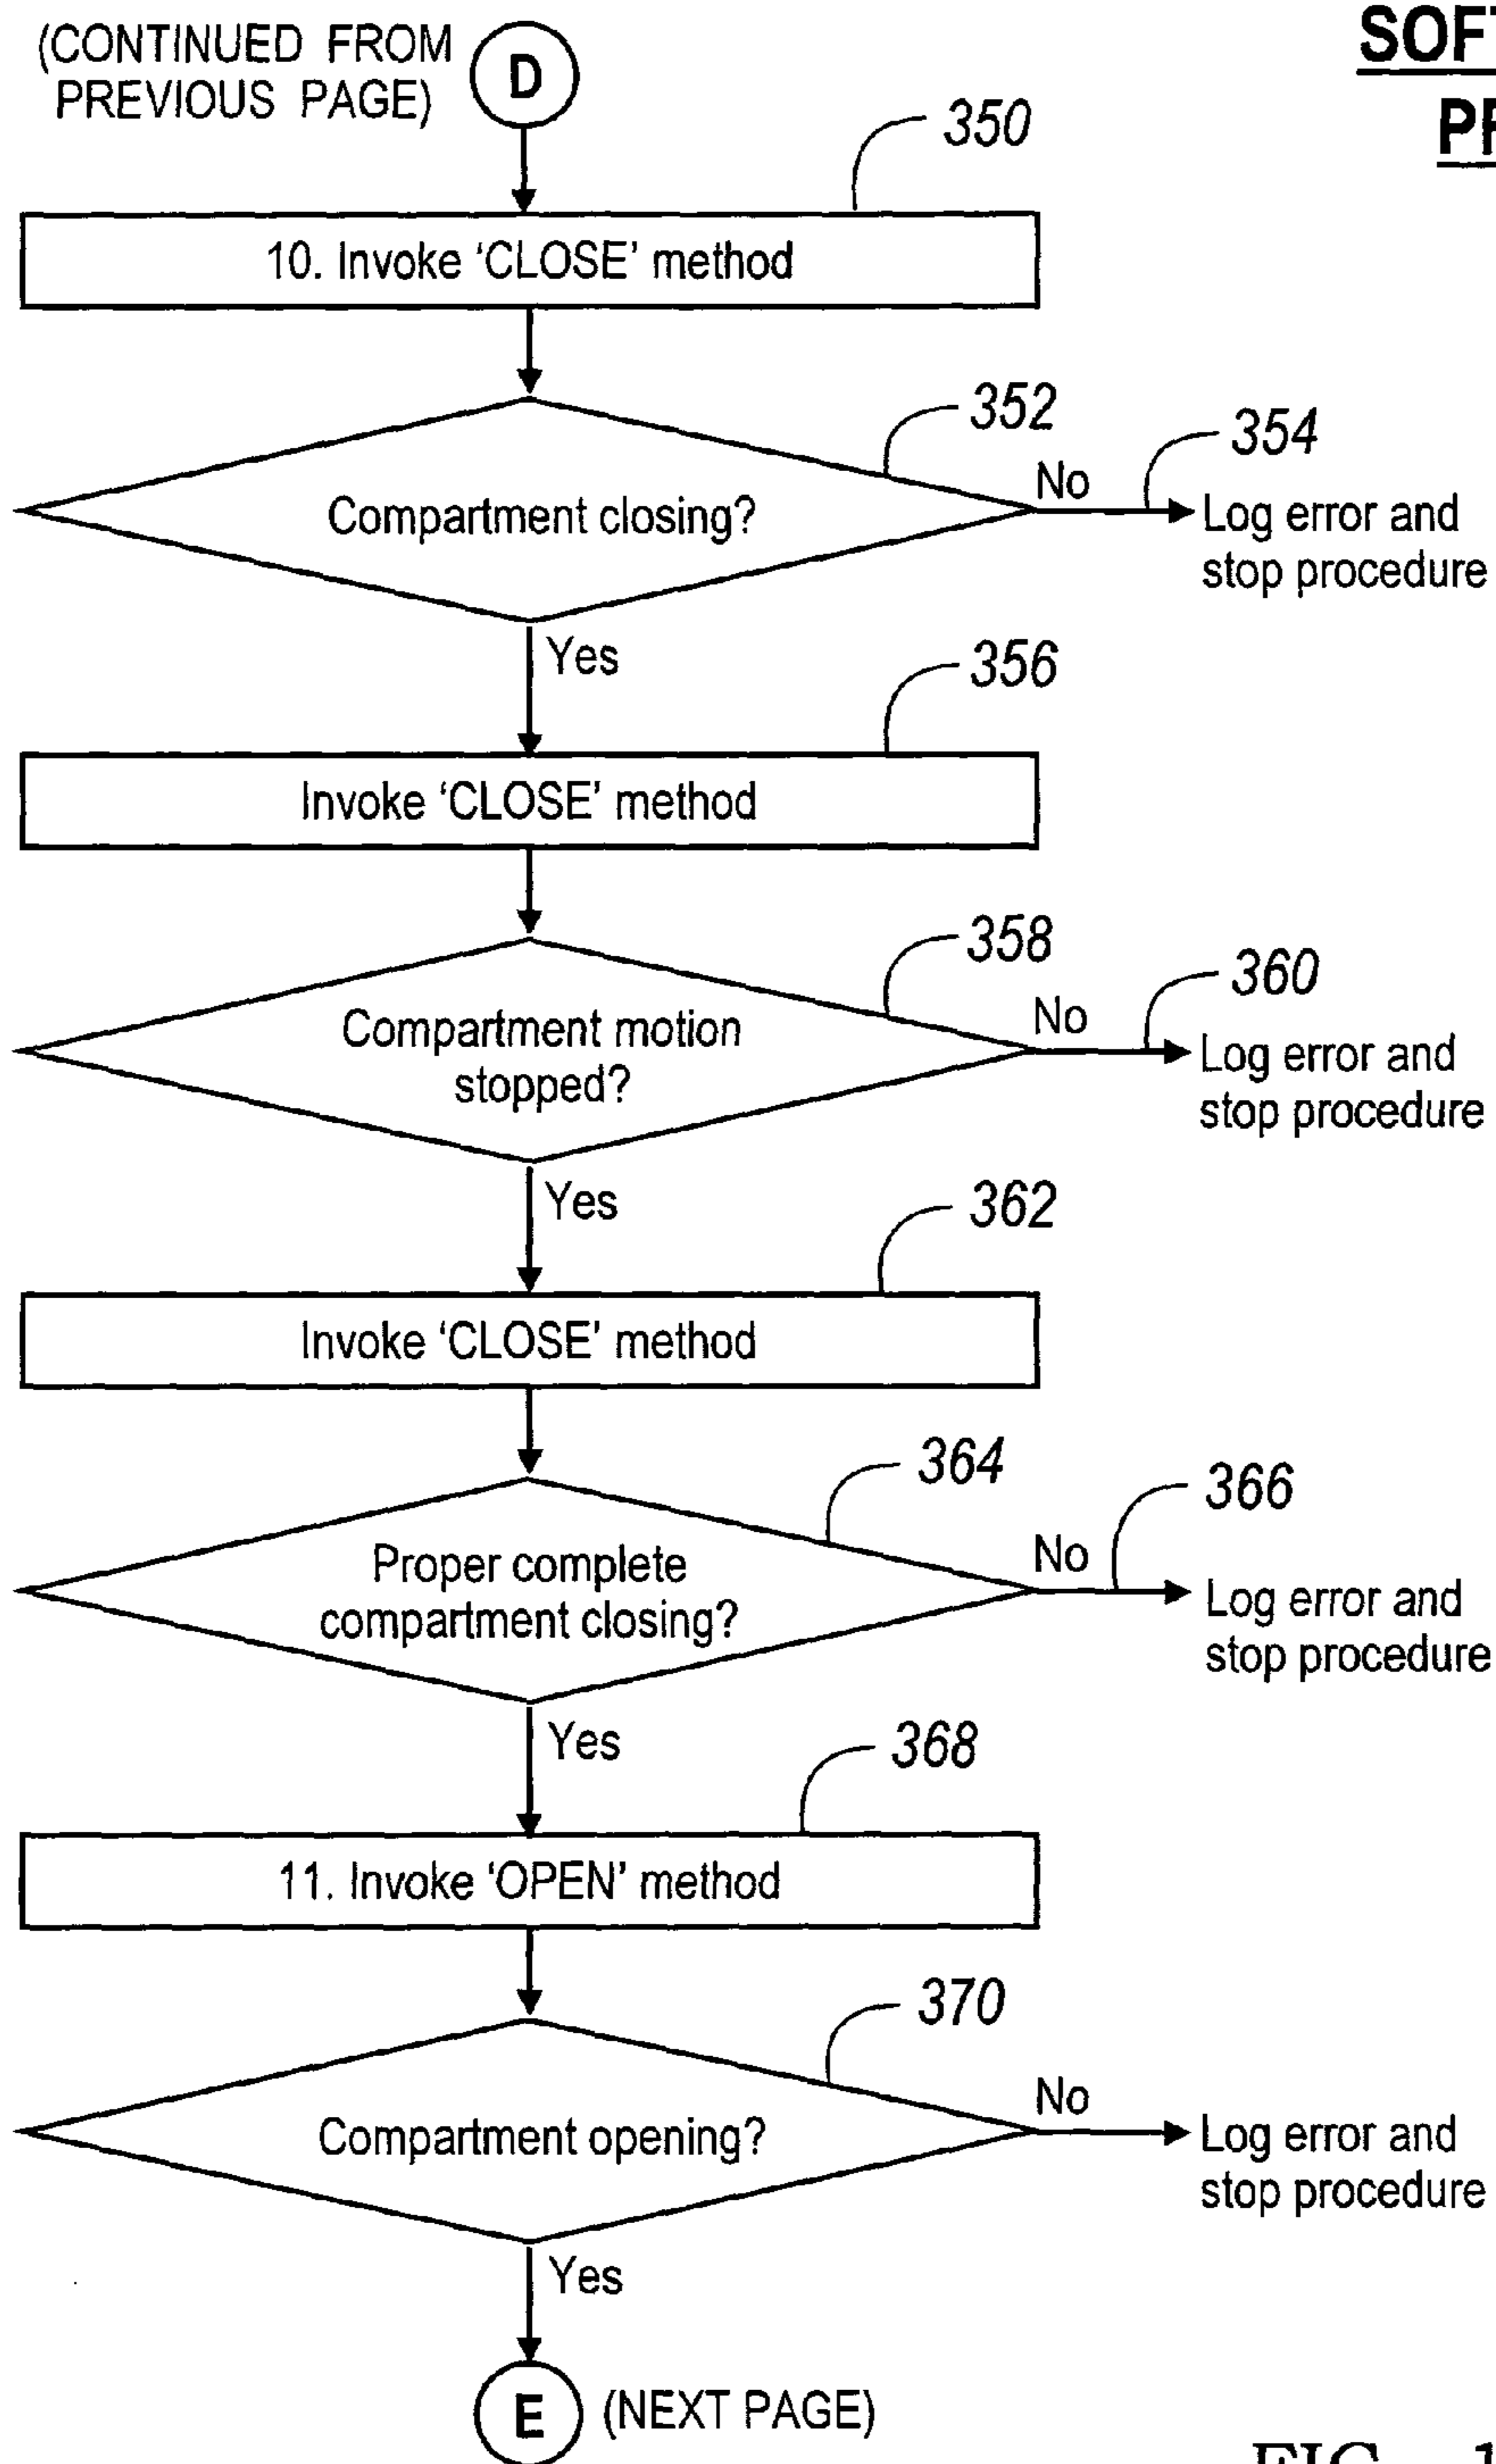 (CONTINUED FROM
PREVIOUS PAGE)
D
350
10. Invoke ‘CLOSE’ method
352
Compartment closing?
No
354
Log error and
stop procedure
Yes
356
Invoke ‘CLOSE’ method
358
Compartment motion
stopped?
No
360
Log error and
stop procedure
Yes
362
Invoke ‘CLOSE’ method
364
Proper complete
compartment closing?
No
366
Log error and
stop procedure
Yes
368
11. Invoke ‘OPEN’ method
370
Compartment opening?
No
Log error and
stop procedure
Yes
E
(NEXT PAGE)